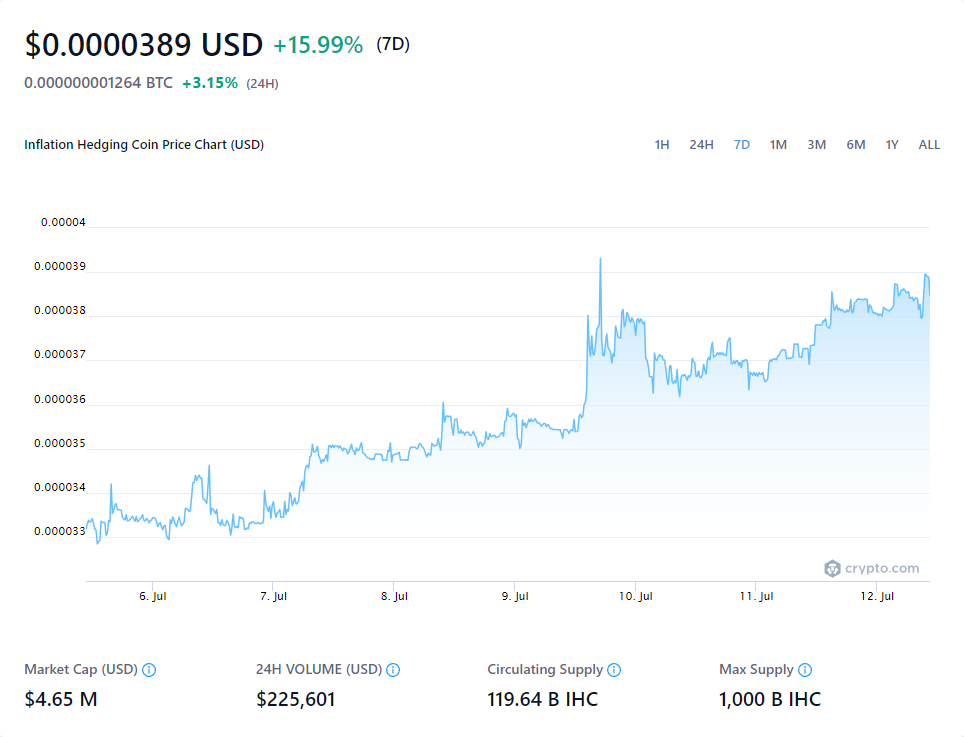 $0.0000389 USD +15.99% (7D)
0.000000001264 BTC +3.15% (24H)
Inflation Hedging Coin Price Chart (USD) 1H 24H 7D 1M 3M 6M 1Y ALL
0.00004
0.000039
0.000038
0.000037
0.000036
0.000035
0.000034
0.000033
crypto.com
6. Jul 7. Jul 8. Jul 9. Jul 10. Jul 11. Jul 12. Jul
Market Cap (USD) 24H VOLUME (USD) Circulating Supply Max Supply
$4.65 M $225,601 119.64 B IHC 1,000 B IHC